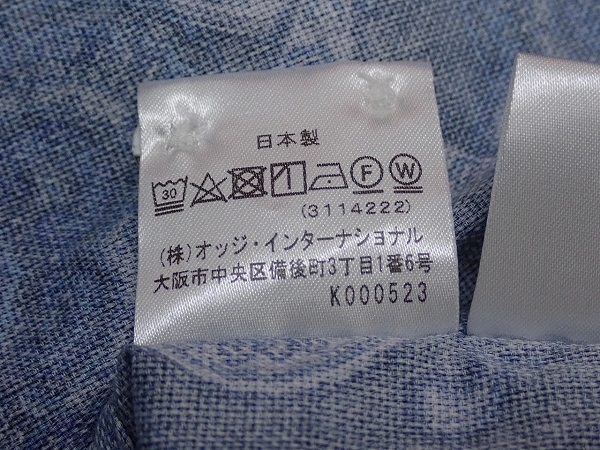 日本製
30 F W
(3114222)
(株)オッジ・インターナショナル
大阪市中央区備後町3丁目1番6号
K000523